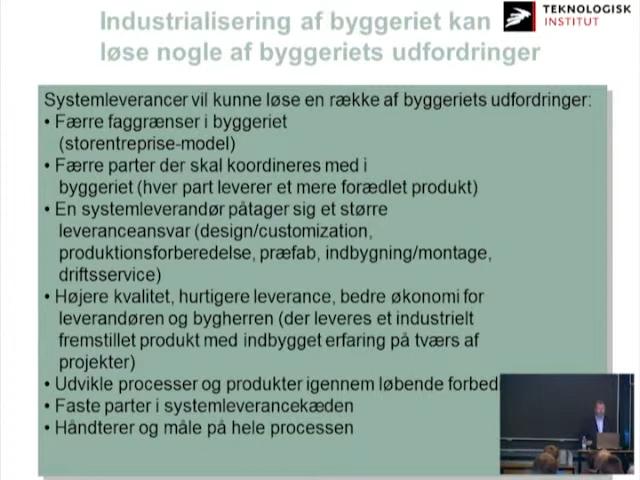 Industrialisering af byggeriet kan
løse nogle af byggeriets udfordringer
TEKNOLOGISK
INSTITUT
Systemleverancer vil kunne løse en række af byggeriets udfordringer:
• Færre faggrænser i byggeriet
(storentreprise-model)
• Færre parter der skal koordineres med i
byggeriet (hver part leverer et mere forædlet produkt)
• En systemleverandør påtager sig et større
leveranceansvar (design/customization,
produktionsforberedelse, præfab, indbygning/montage,
driftsservice)
• Højere kvalitet, hurtigere leverance, bedre økonomi for
leverandøren og bygherren (der leveres et industrielt
fremstillet produkt med indbygget erfaring på tværs af
projekter)
• Udvikle processer og produkter igennem løbende forbed
• Faste parter i systemleverancekæden
• Håndterer og måle på hele processen